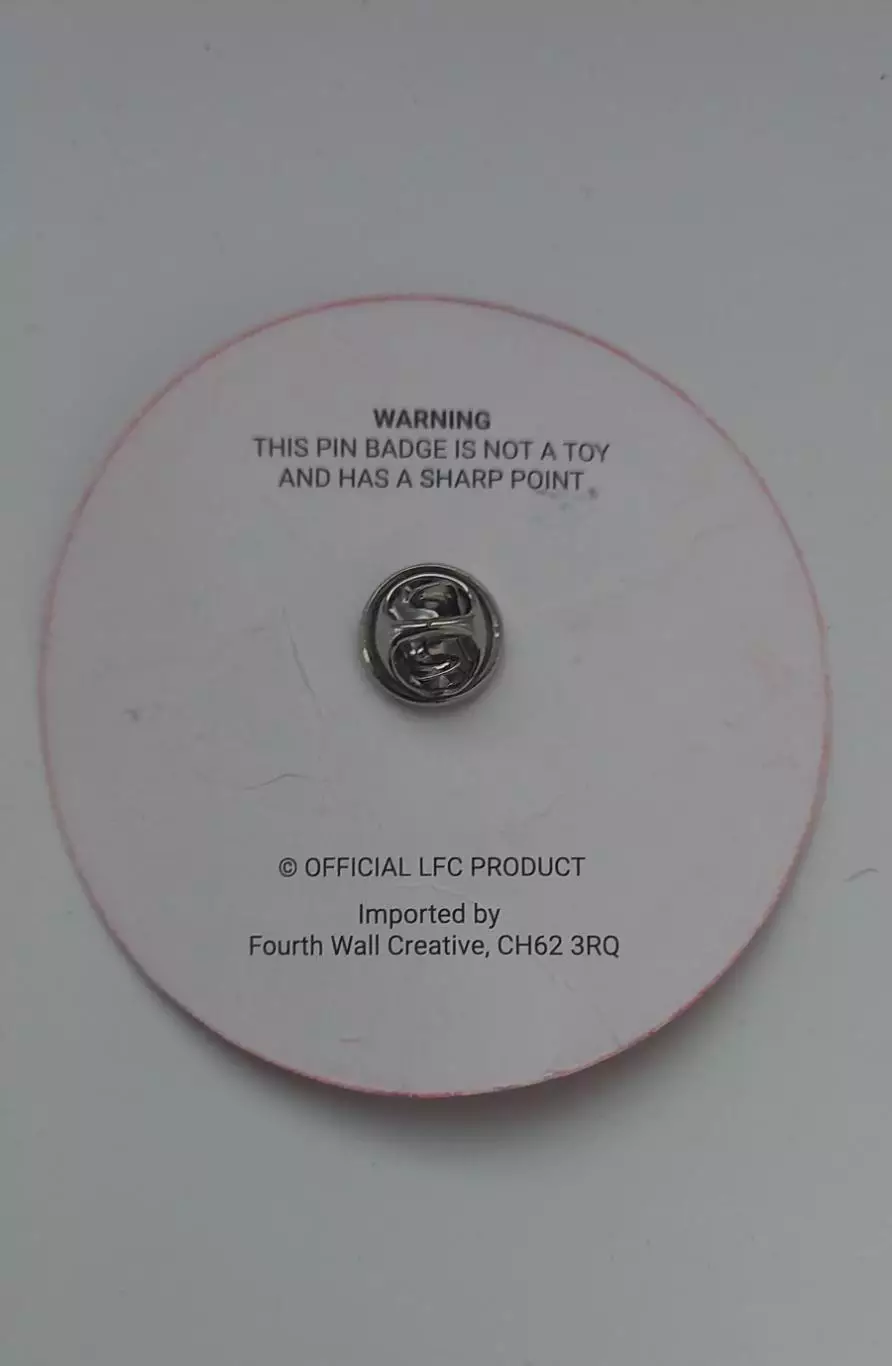 WARNING
THIS PIN BADGE IS NOT A TOY
AND HAS A SHARP POINT
© OFFICIAL LFC PRODUCT
Imported by
Fourth Wall Creative, CH62 3RQ